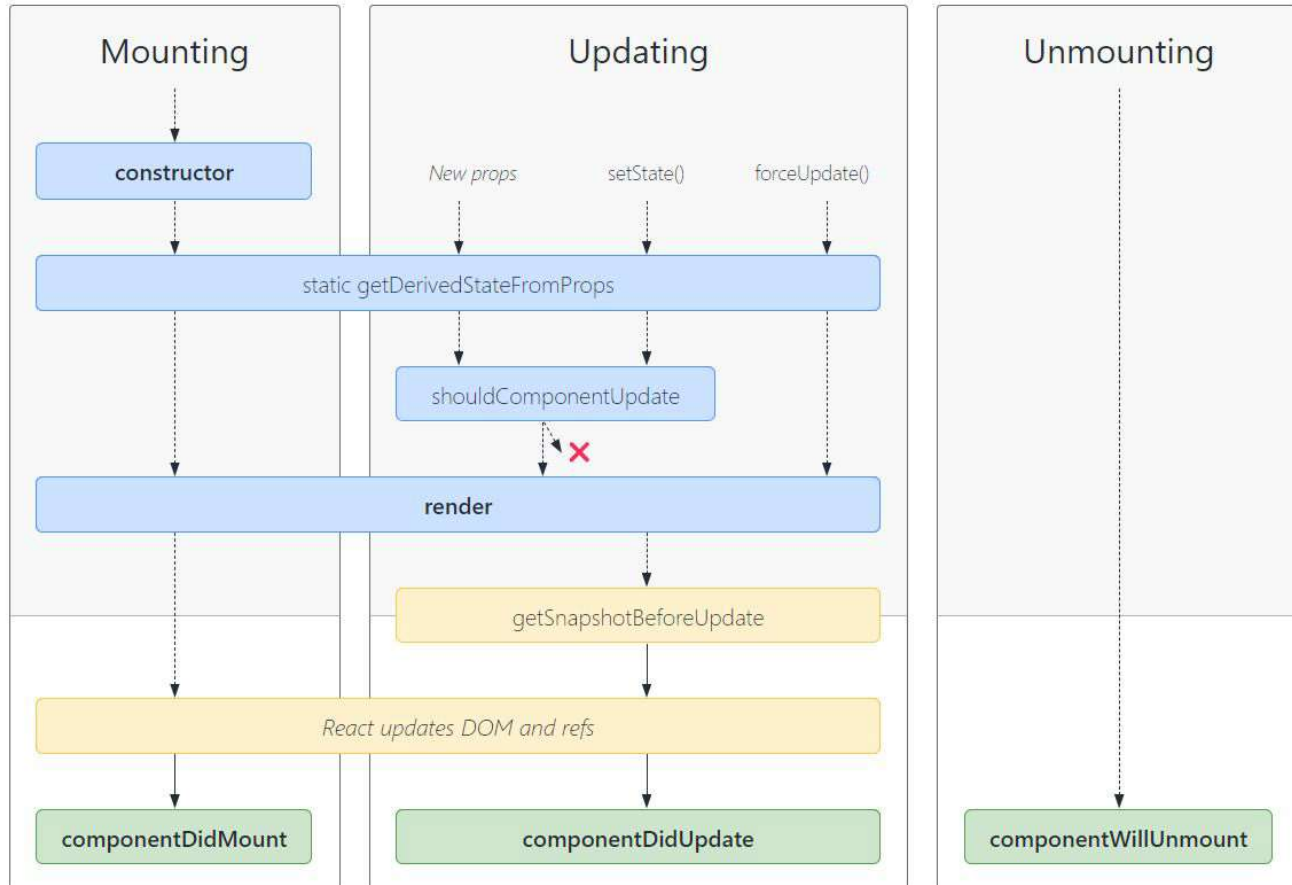 Mounting
Updating
Unmounting
constructor
New props
setState()
forceUpdate()
static getDerivedStateFromProps
shouldComponentUpdate
render
getSnapshotBeforeUpdate
React updates DOM and refs
componentDidMount
componentDidUpdate
componentWillUnmount